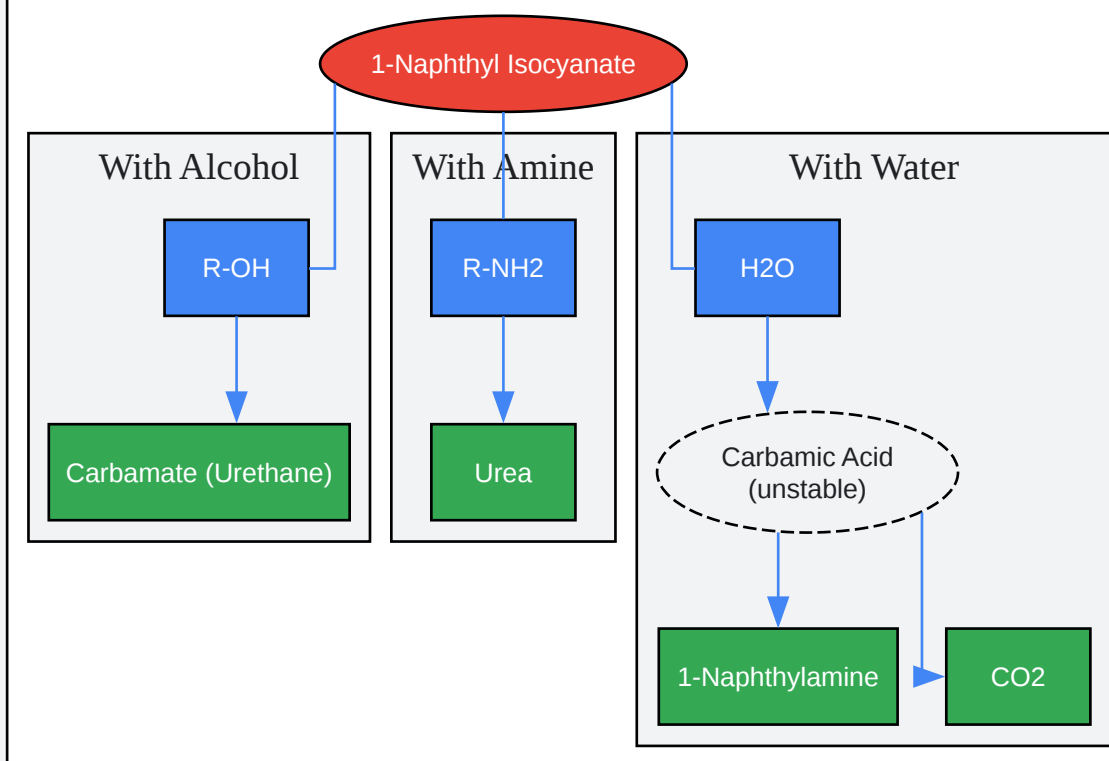 1-Naphthyl Isocyanate
With Alcohol
With Amine
With Water
R-OH
R-NH2
H2O
Carbamate (Urethane)
Urea
Carbamic Acid
(unstable)
1-Naphthylamine
CO2